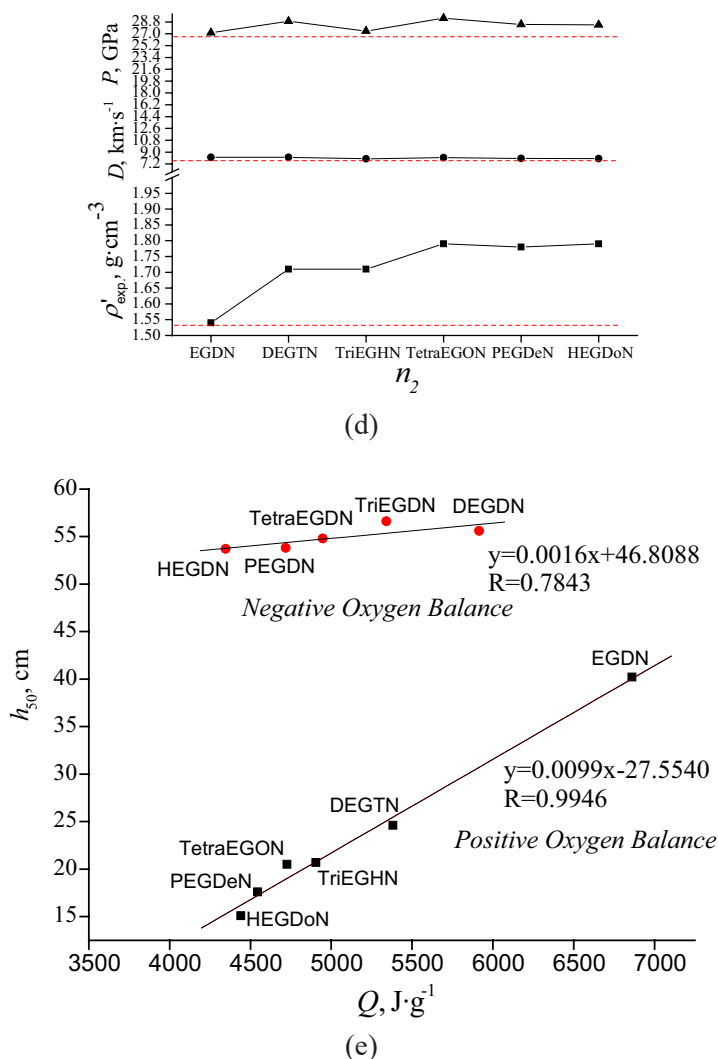 28.8
27.0
25.2
23.4
21.6
19.8
18.0
16.2
14.4
12.6
10.8
9.0
7.2
P, GPa
D, km·s⁻¹
1.95
1.90
1.85
1.80
1.75
1.70
1.65
1.60
1.55
1.50
ρ'exp., g·cm⁻³
EGDN DEGTN TriEGHN TetraEGON PEGDeN HEGDoN
n₂
(d)
60
55
50
45
40
35
30
25
20
15
h₅₀, cm
TriEGDN DEGDN
TetraEGDN
HEGDN PEGDN
y=0.0016x+46.8088
R=0.7843
Negative Oxygen Balance
EGDN
y=0.0099x-27.5540
R=0.9946
Positive Oxygen Balance
DEGTN
TetraEGON
TriEGHN
PEGDeN
HEGDoN
3500 4000 4500 5000 5500 6000 6500 7000
Q, J·g⁻¹
(e)